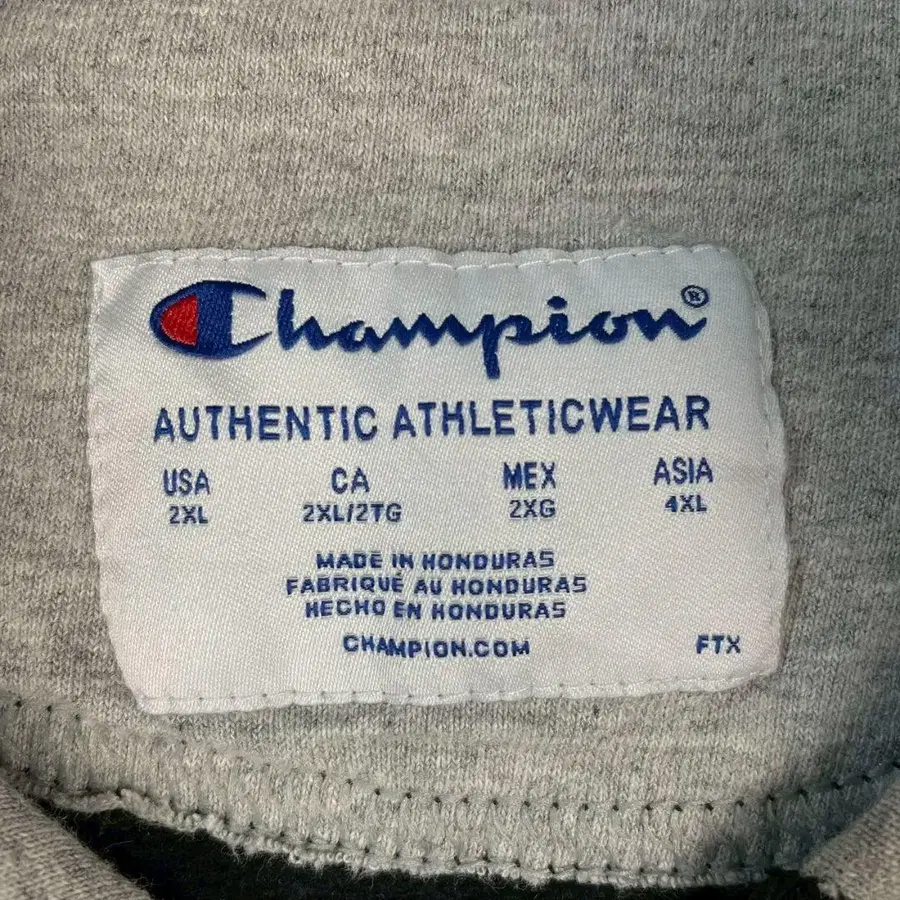 Champion®
AUTHENTIC ATHLETICWEAR
USA CA MEX ASIA
2XL 2XL/2TG 2XG 4XL
MADE IN HONDURAS
FABRIQUÉ AU HONDURAS
HECHO EN HONDURAS
CHAMPION.COM FTX